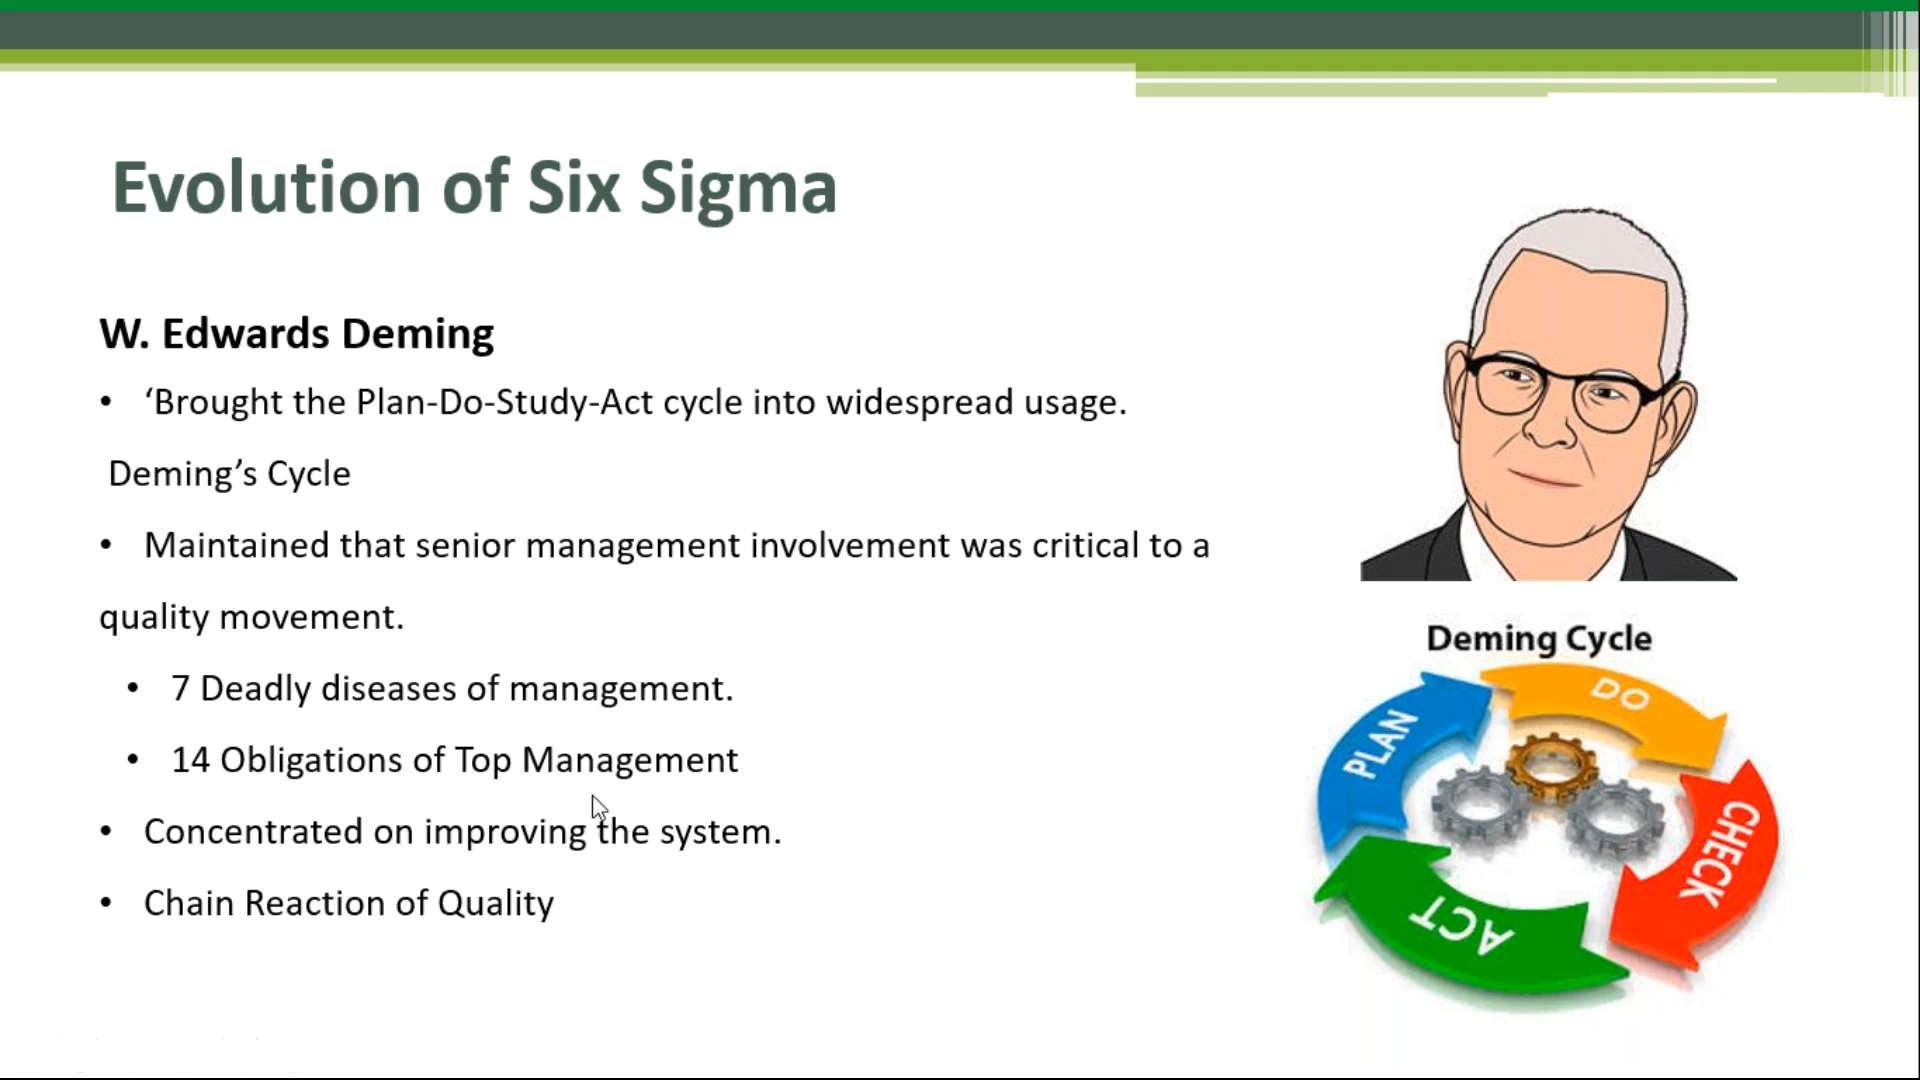 Evolution of Six Sigma
W. Edwards Deming
• ‘Brought the Plan-Do-Study-Act cycle into widespread usage.
Deming’s Cycle
• Maintained that senior management involvement was critical to a
quality movement.
• 7 Deadly diseases of management.
• 14 Obligations of Top Management
• Concentrated on improving the system.
• Chain Reaction of Quality
Deming Cycle
PLAN
DO
CHECK
ACT